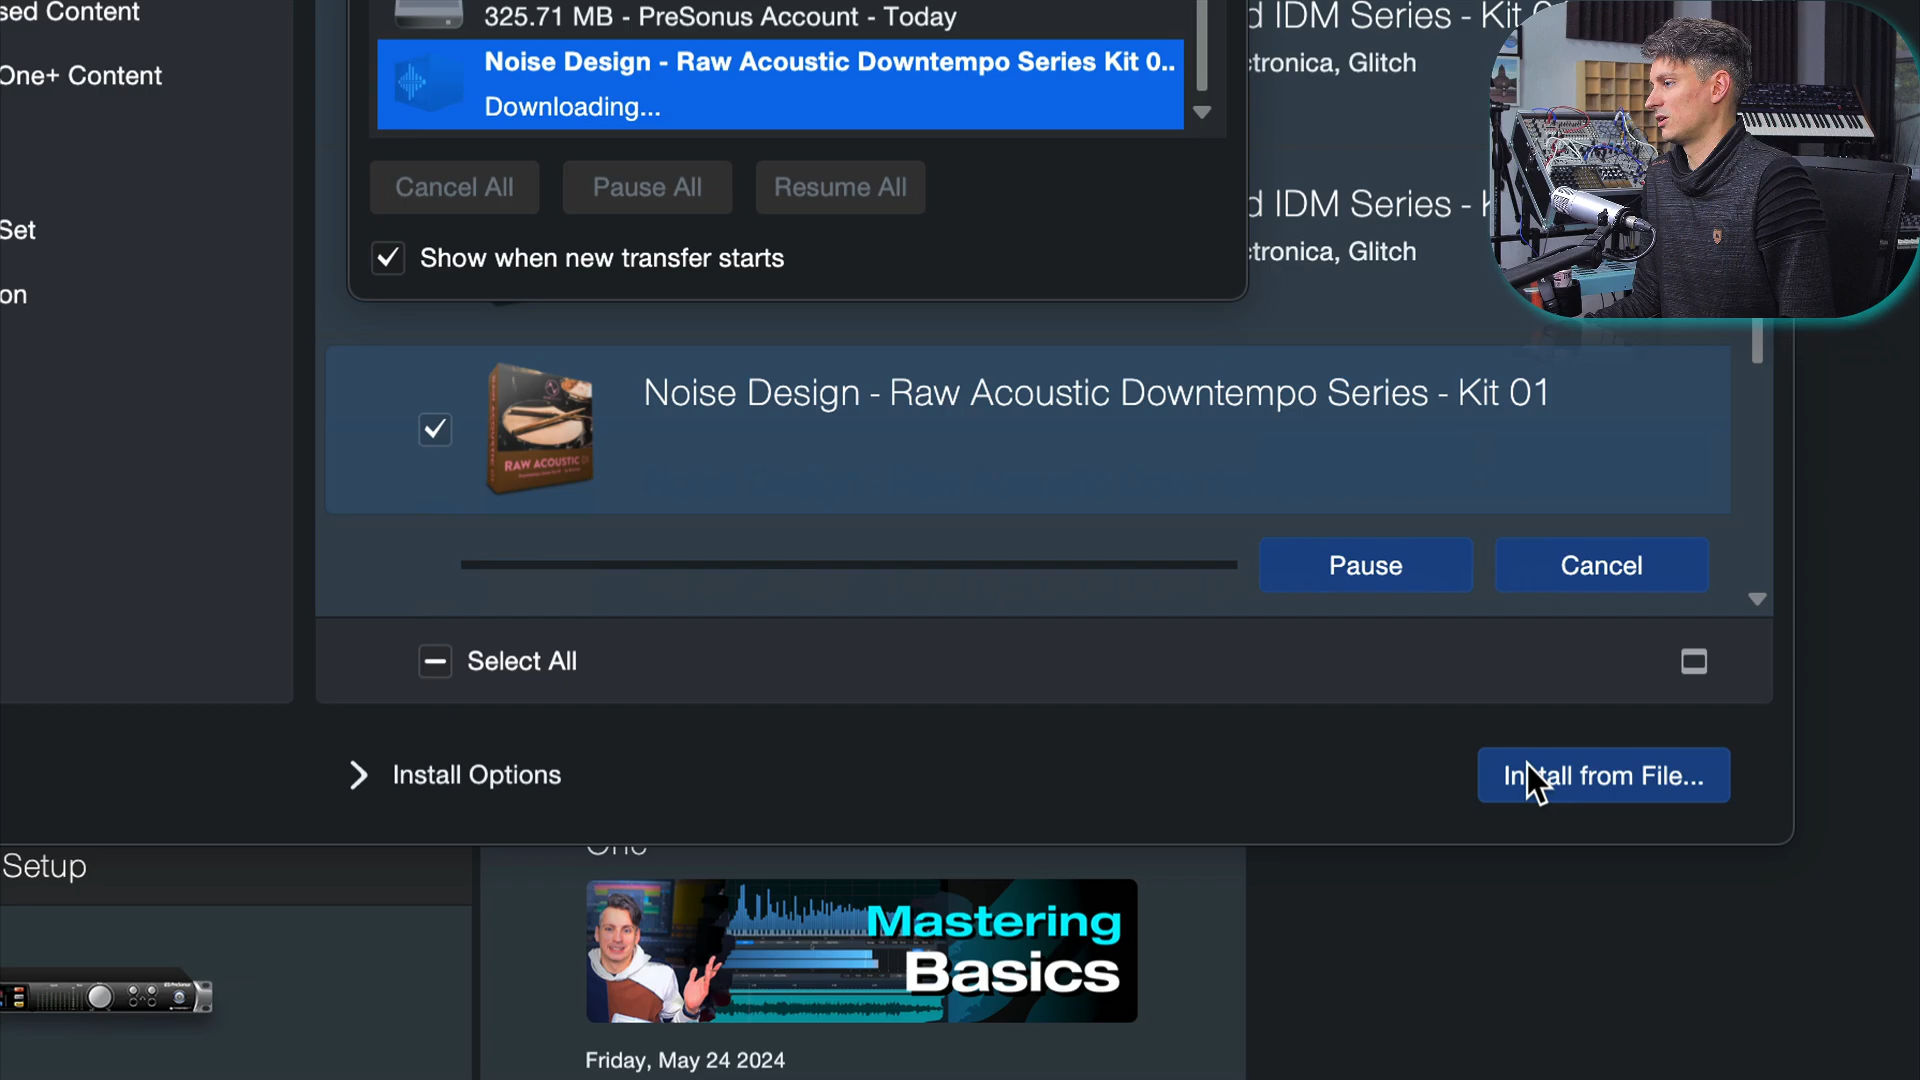 sed Content
One+ Content
Set
on
325.71 MB - PreSonus Account - Today
Noise Design - Raw Acoustic Downtempo Series Kit 0..
Downloading...
Cancel All
Pause All
Resume All
Show when new transfer starts
d IDM Series - Kit
tronica, Glitch
d IDM Series -
tronica, Glitch
Noise Design - Raw Acoustic Downtempo Series - Kit 01
RAW ACOUSTIC
Pause
Cancel
Select All
Install Options
Install from File...
Setup
One
Mastering
Basics
Friday, May 24 2024